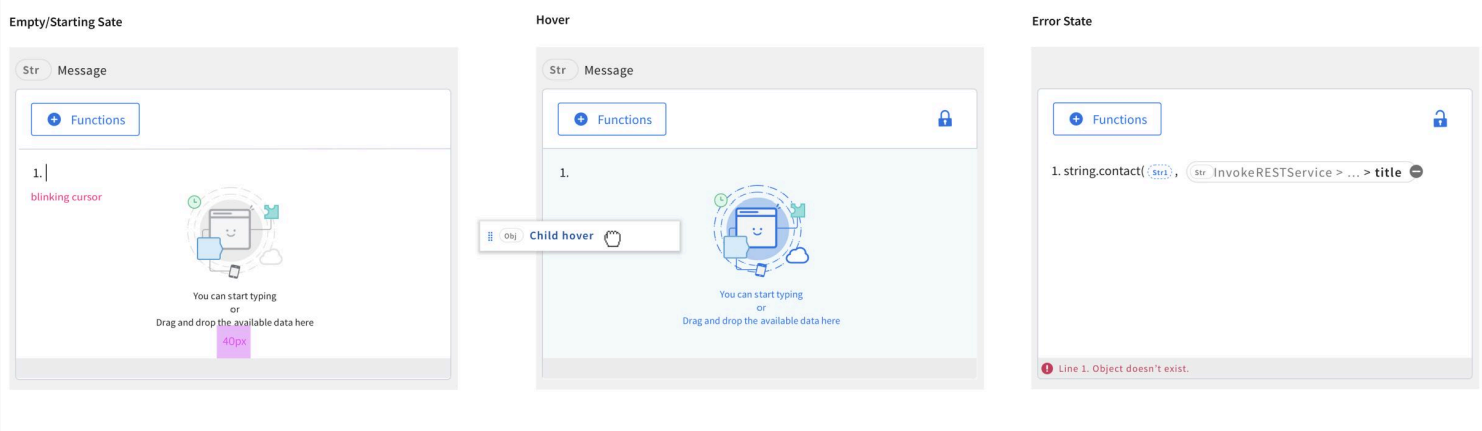 Empty/Starting Sate
Str Message
Functions
1.
blinking cursor
You can start typing
or
Drag and drop the available data here
40px
Hover
Str Message
Functions
1.
Obj Child hover
You can start typing
or
Drag and drop the available data here
Error State
Functions
1. string.contact( Str1 , Str InvokeRESTService > ... > title
Line 1. Object doesn't exist.